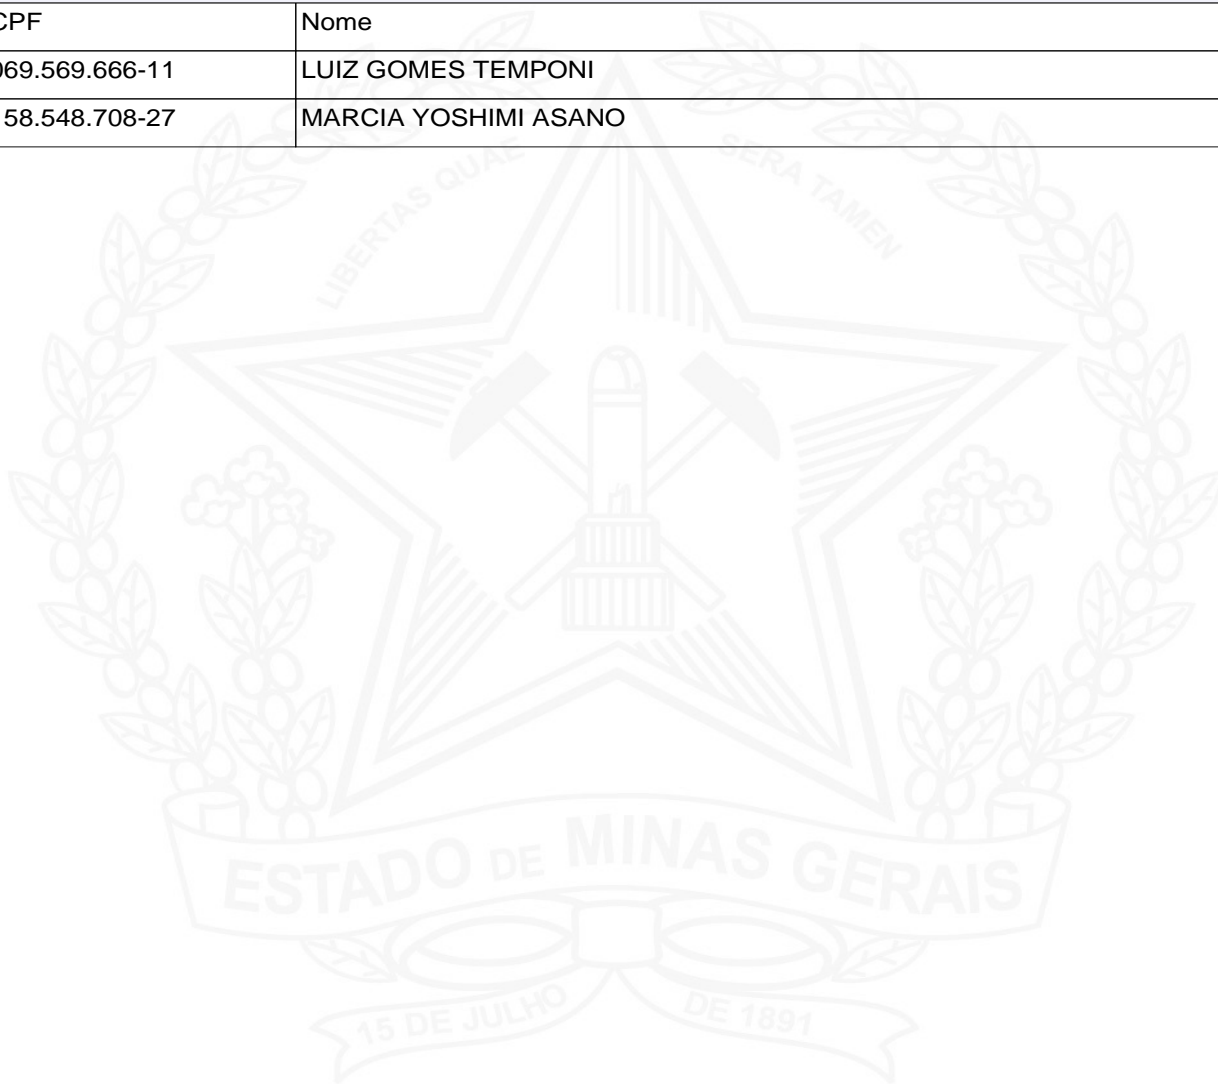 CPF Nome
069.569.666-11 LUIZ GOMES TEMPONI
58.548.708-27 MARCIA YOSHIMI ASANO
LIBERTAS QUAE SERA TAMEN
ESTADO DE MINAS GERAIS
15 DE JULHO DE 1891